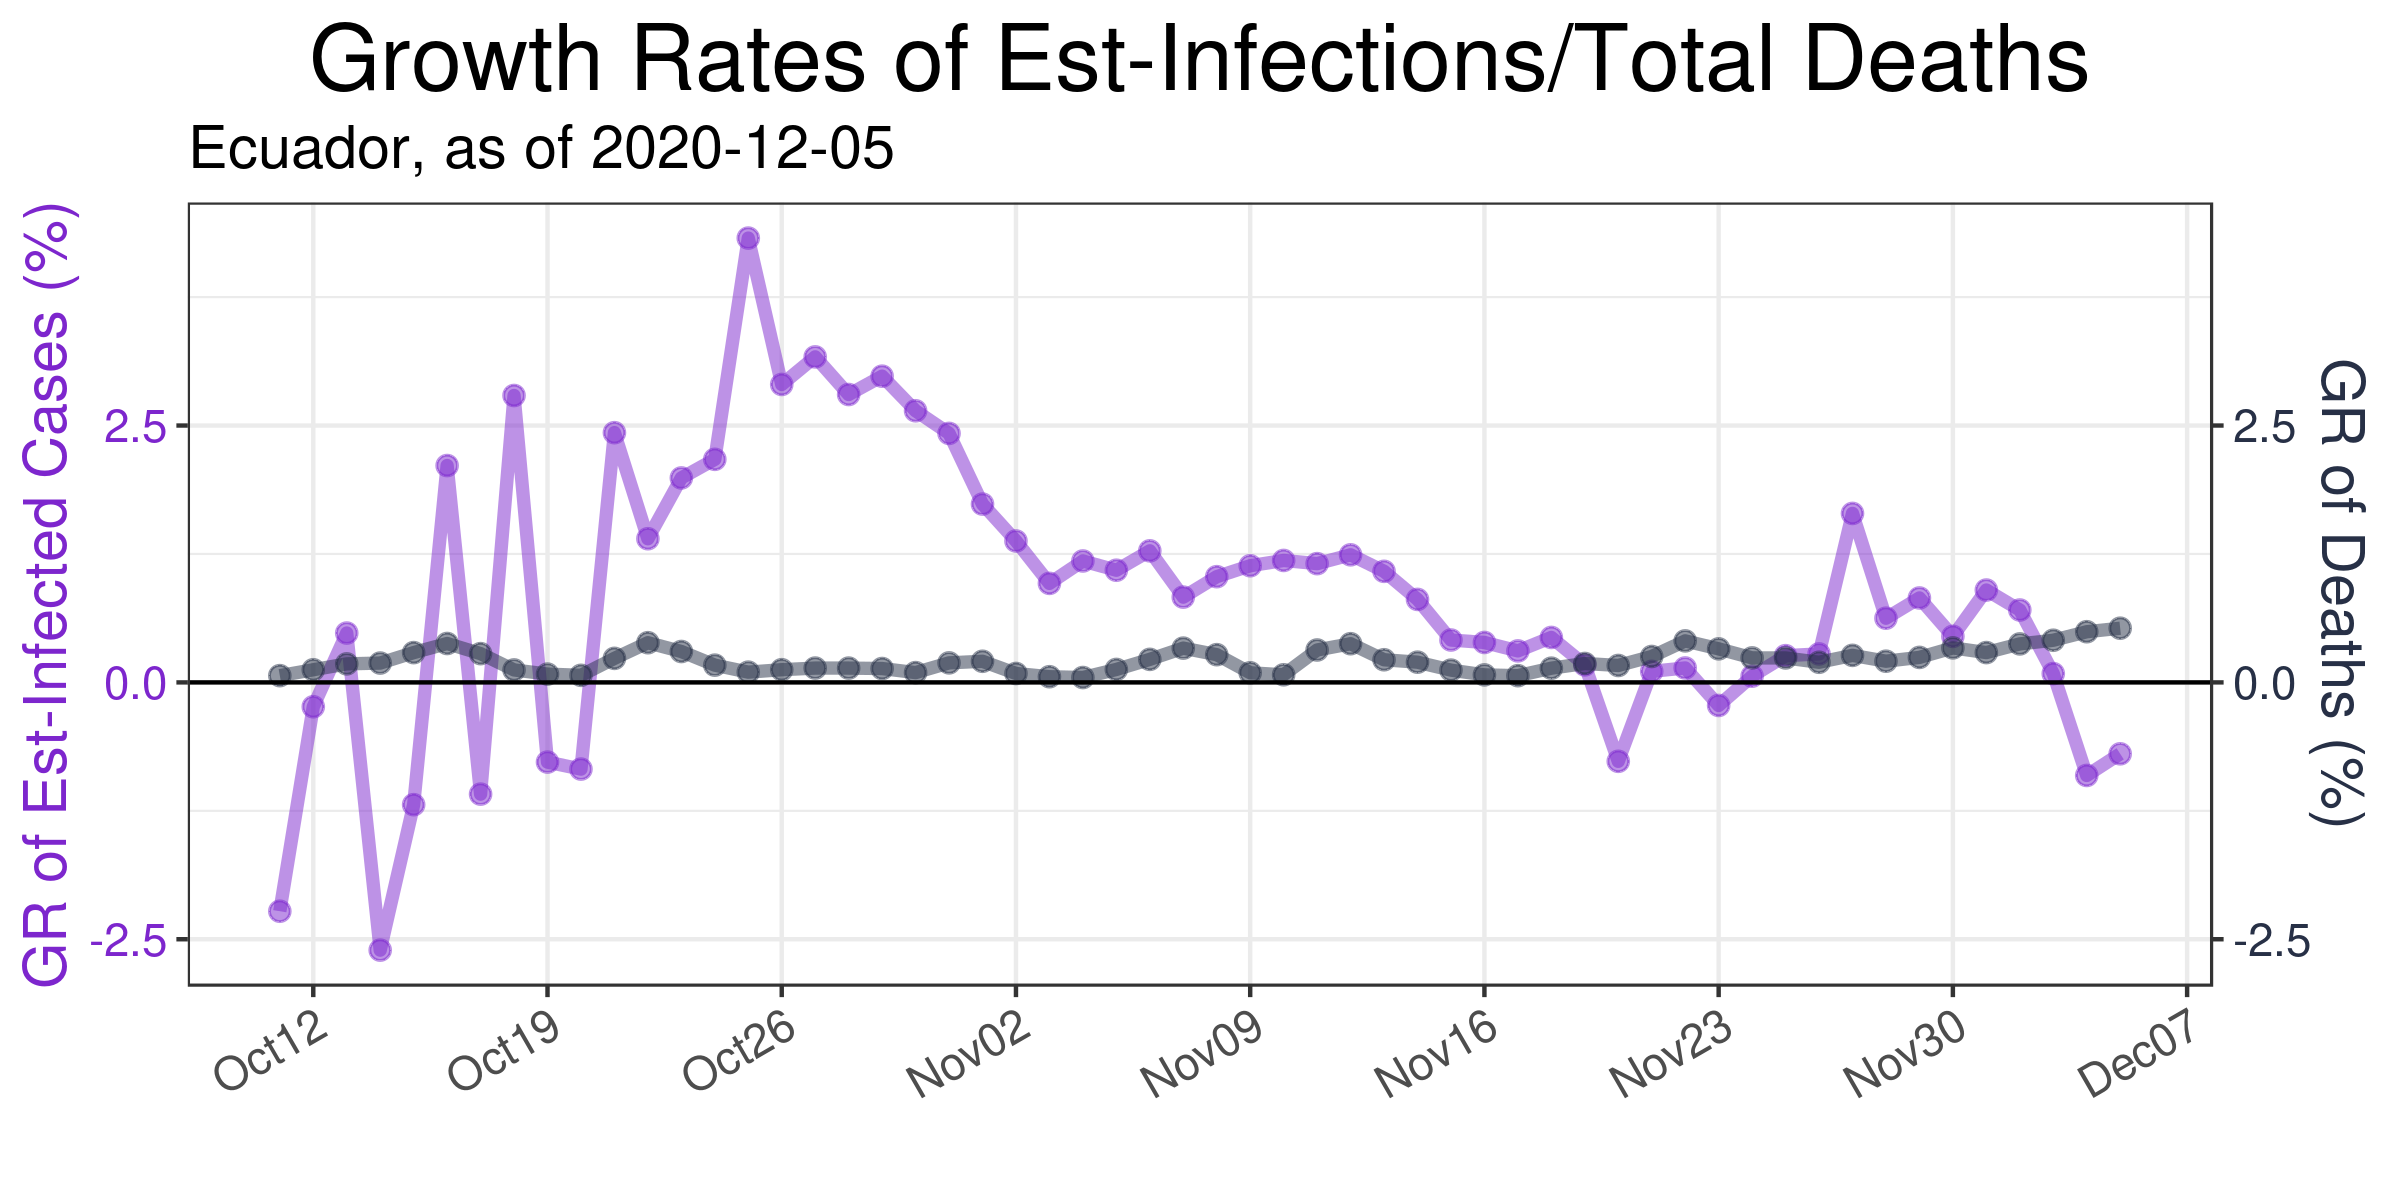 Growth Rates of Est-Infections/Total Deaths
Ecuador, as of 2020-12-05
GR of Est-Infected Cases (%)
2.5
0.0
-2.5
2.5
0.0
-2.5
GR of Deaths (%)
Oct12
Oct19
Oct26
Nov02
Nov09
Nov16
Nov23
Nov30
Dec07